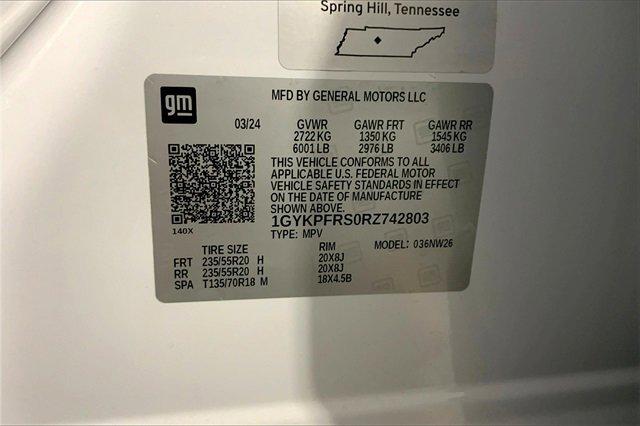 Spring Hill, Tennessee
gm
MFD BY GENERAL MOTORS LLC
03/24 GVWR GAWR FRT GAWR RR
2722 KG 1350 KG 1545 KG
6001 LB 2976 LB 3406 LB
THIS VEHICLE CONFORMS TO ALL
APPLICABLE U.S. FEDERAL MOTOR
VEHICLE SAFETY STANDARDS IN EFFECT
ON THE DATE OF MANUFACTURE
SHOWN ABOVE.
140X
1GYKPFRS0RZ742803
TYPE: MPV MODEL: 036NW26
TIRE SIZE RIM
FRT 235/55R20 H 20X8J
RR 235/55R20 H 20X8J
SPA T135/70R18 M 18X4.5B